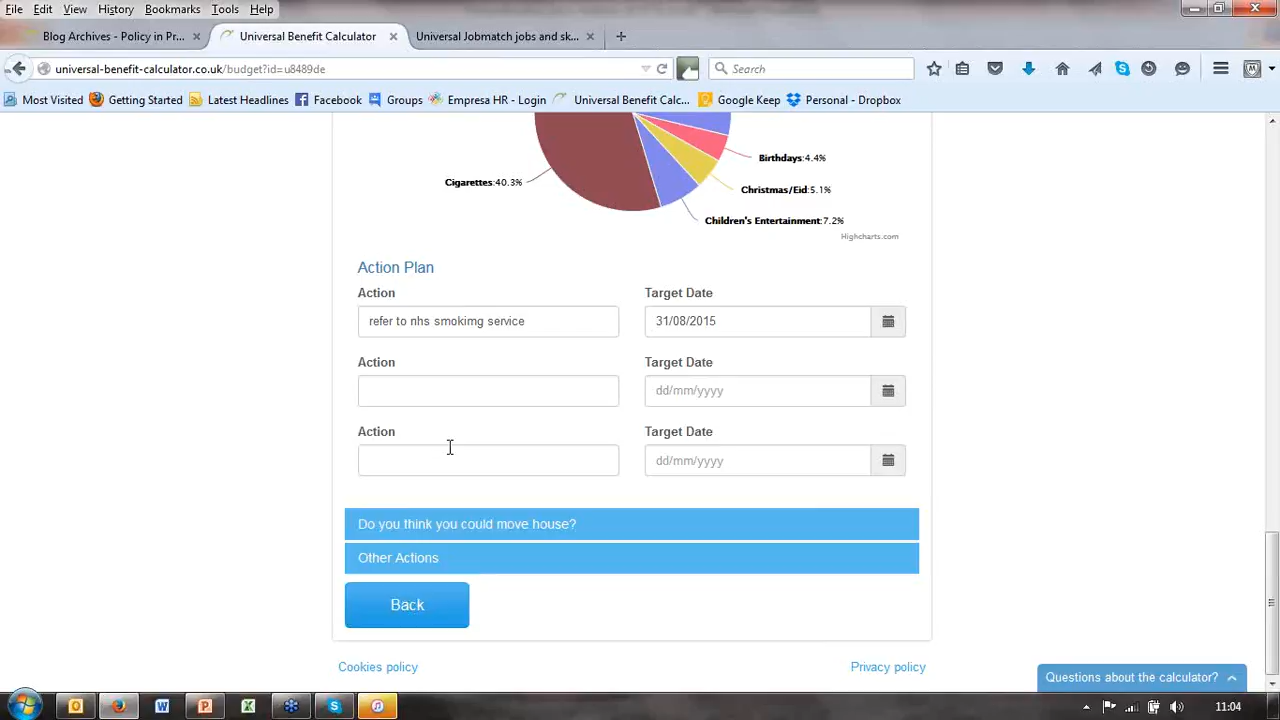 File Edit View History Bookmarks Tools Help
Blog Archives - Policy in Pr... Universal Benefit Calculator Universal Jobmatch jobs and sk...
universal-benefit-calculator.co.uk/budget?id=u8489de Search
Most Visited Getting Started Latest Headlines Facebook Groups Empresa HR - Login Universal Benefit Calc... Google Keep Personal - Dropbox
Birthdays:4.4%
Cigarettes:40.3%
Christmas/Eid:5.1%
Children's Entertainment:7.2%
Highcharts.com
Action Plan
Action Target Date
refer to nhs smokimg service 31/08/2015
Action Target Date
dd/mm/yyyy
Action Target Date
dd/mm/yyyy
Do you think you could move house?
Other Actions
Back
Cookies policy Privacy policy
Questions about the calculator?
11:04